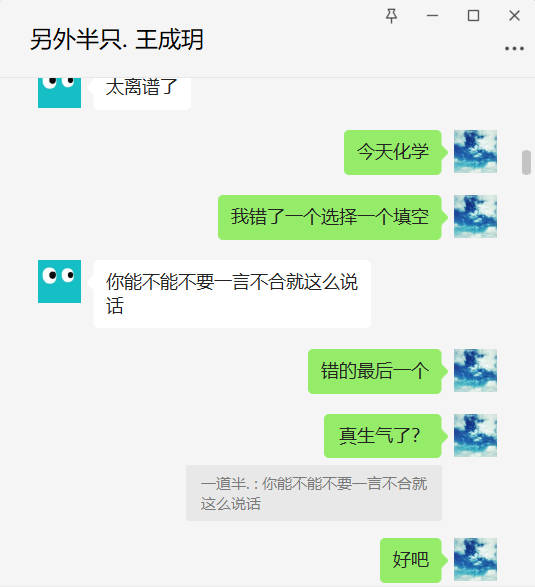 另外半只. 王成玥
太离谱了
今天化学
我错了一个选择一个填空
你能不能不要一言不合就这么说
话
错的最后一个
真生气了？
一道半. : 你能不能不要一言不合就
这么说话
好吧